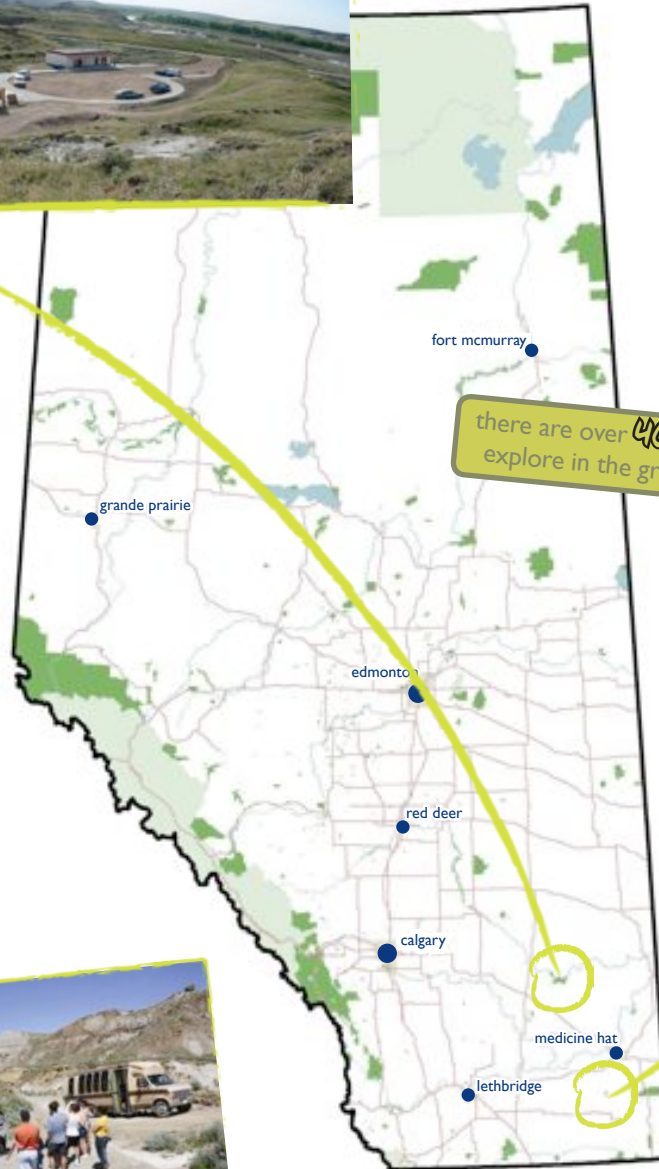 fort mcmurray
there are over
explore in the
grande prairie
edmonton
red deer
calgary
medicine hat
lethbridge